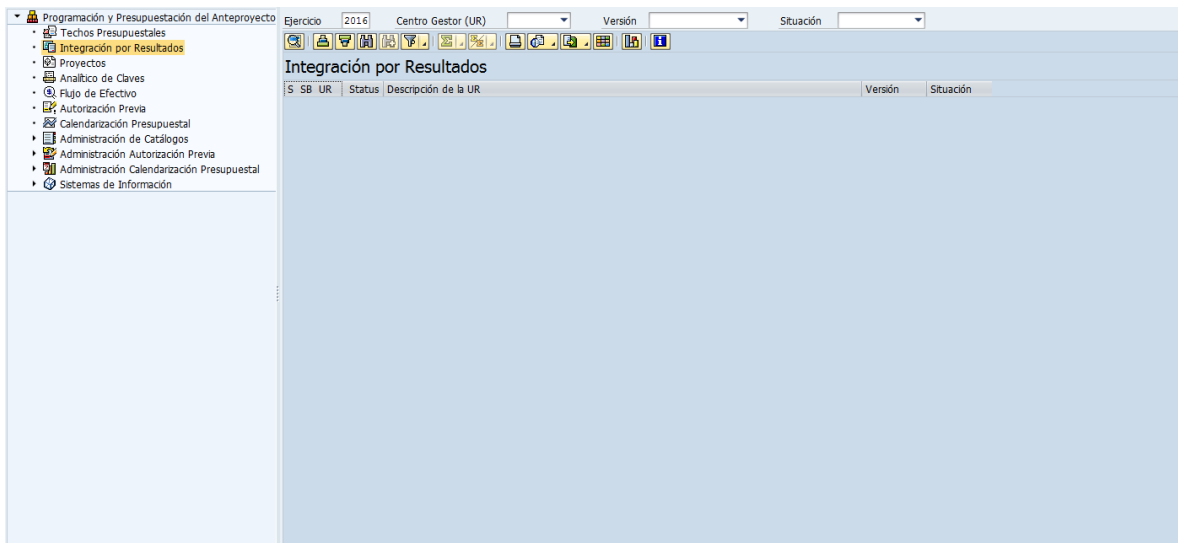 Programación y Presupuestación del Anteproyecto
Techos Presupuestales
Integración por Resultados
Proyectos
Analítico de Claves
Flujo de Efectivo
Autorización Previa
Calendarización Presupuestal
Administración de Catálogos
Administración Autorización Previa
Administración Calendarización Presupuestal
Sistemas de Información
Ejercicio 2016 Centro Gestor (UR) Versión Situación
Integración por Resultados
S SB UR Status Descripción de la UR Versión Situación